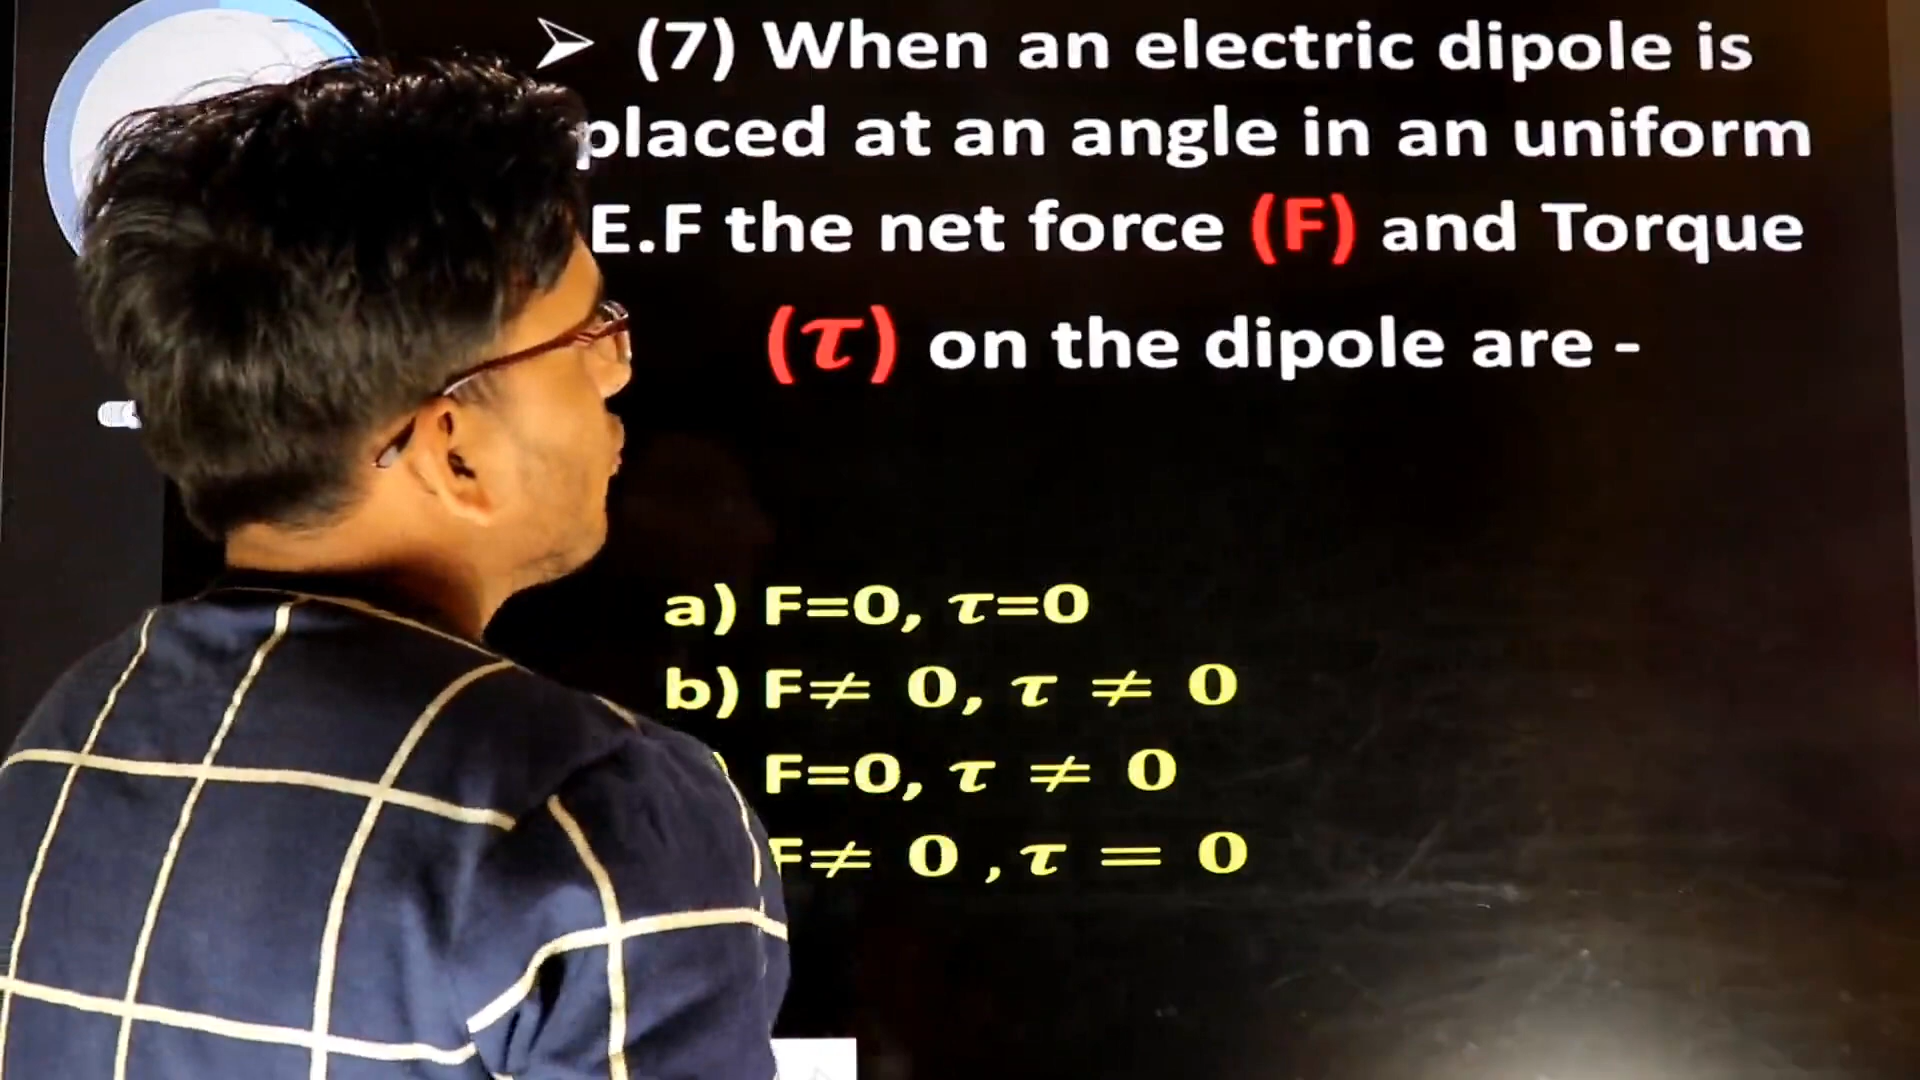 ➢ (7) When an electric dipole is
placed at an angle in an uniform
E.F the net force (F) and Torque
(τ) on the dipole are -
a) F=0, τ=0
b) F≠ 0, τ ≠ 0
) F=0, τ ≠ 0
F≠ 0 , τ = 0